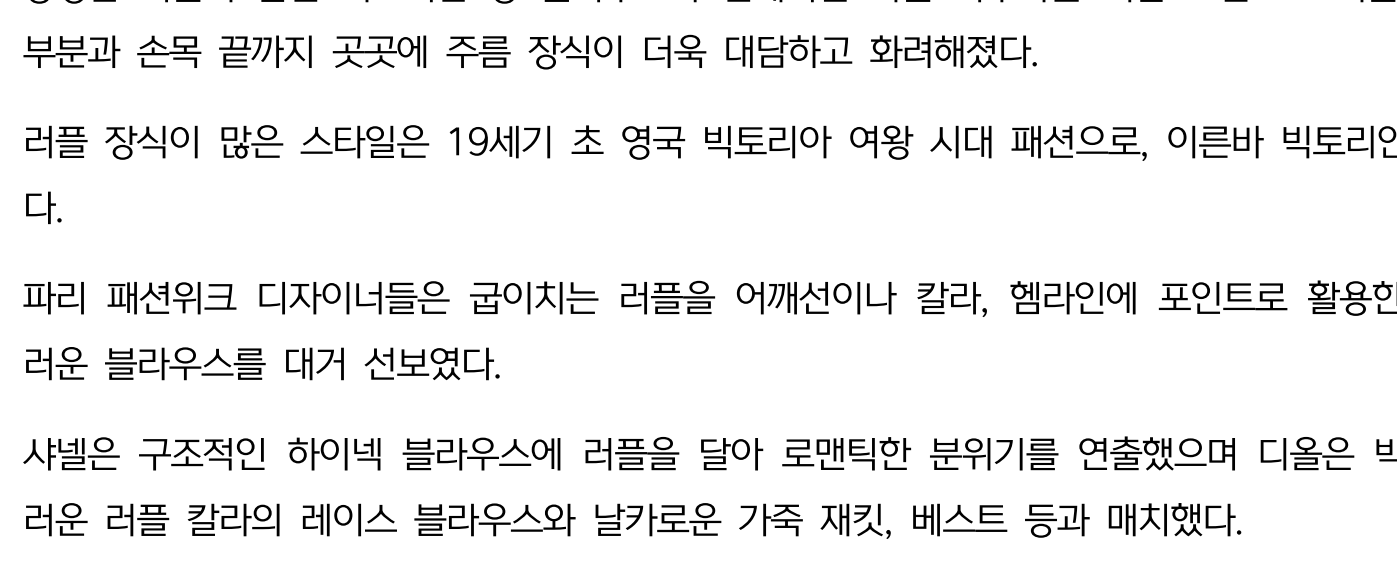 부분과 손목 끝까지 곳곳에 주름 장식이 더욱 대담하고 화려해졌다.
러플 장식이 많은 스타일은 19세기 초 영국 빅토리아 여왕 시대 패션으로, 이른바 빅토리안
다.
파리 패션위크 디자이너들은 굽이치는 러플을 어깨선이나 칼라, 헴라인에 포인트로
러운 블라우스를 대거 선보였다.
샤넬은 구조적인 하이넥 블라우스에 러플을 달아 로맨틱한 분위기를 연출했으며 디올은
러운 러플 칼라의 레이스 블라우스와 날카로운 가죽 재킷, 베스트 등과 매치했다.